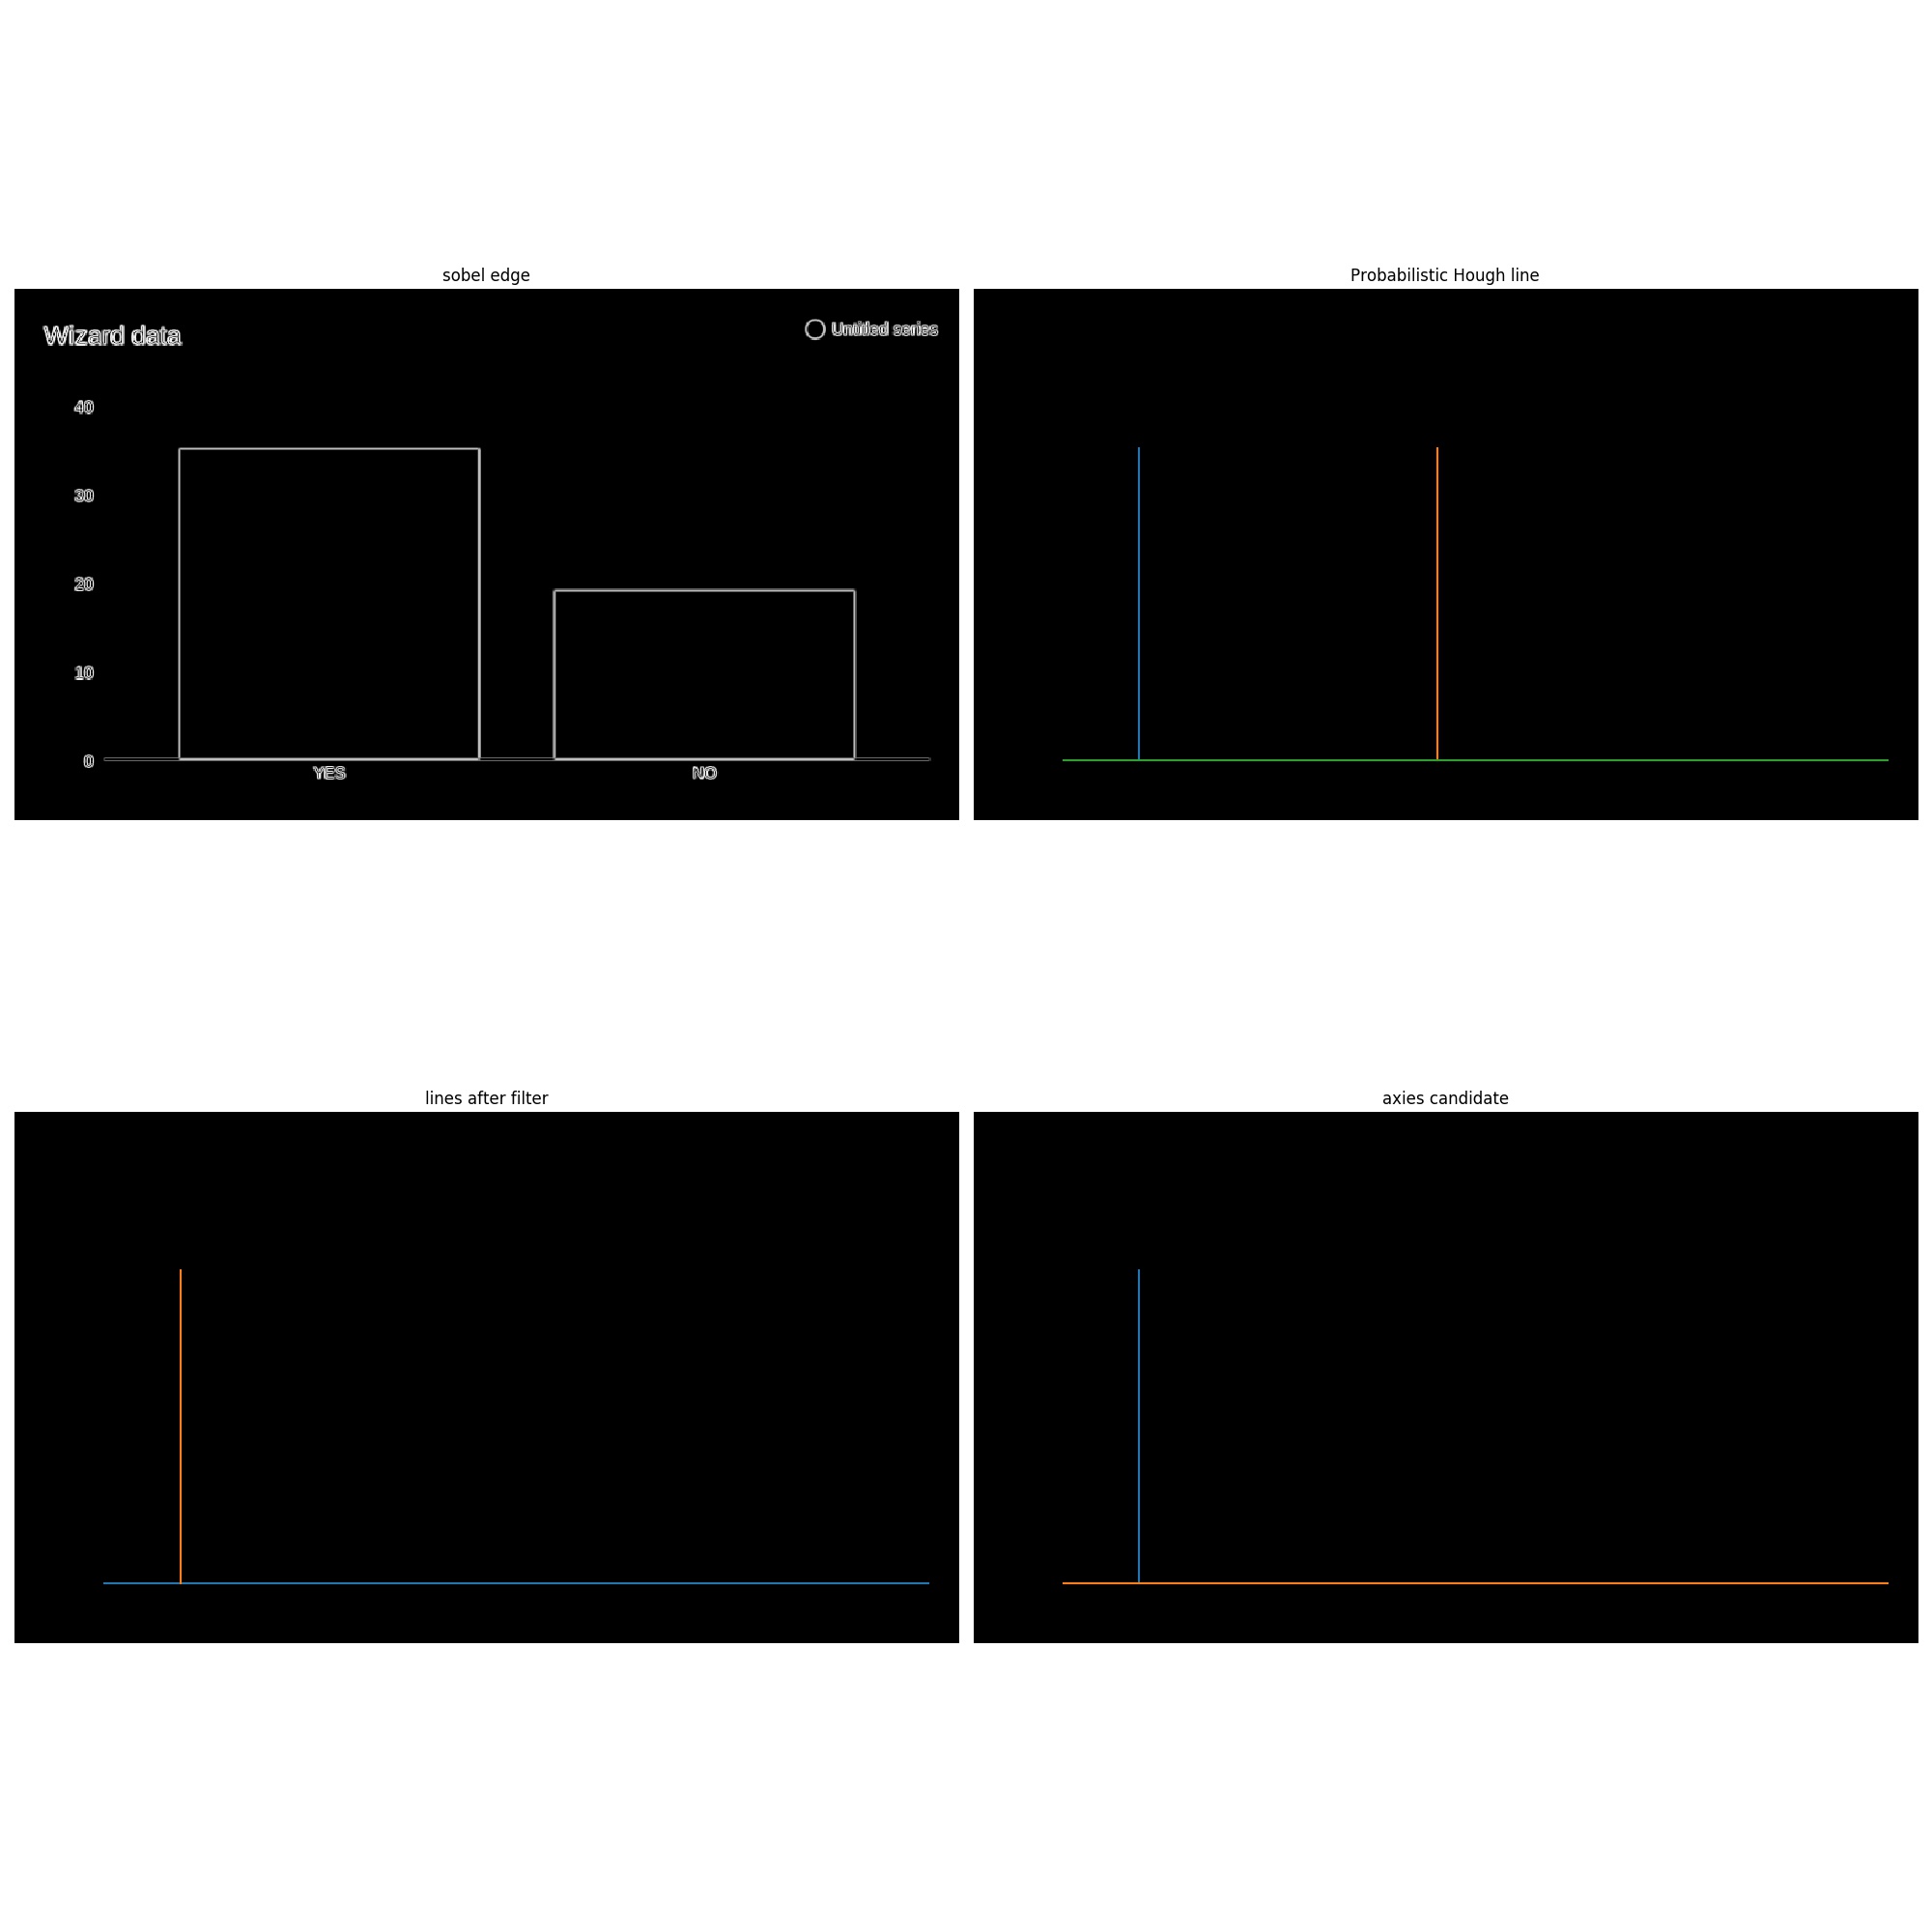 sobel edge
Wizard data
Untitled series
40
30
20
10
0
YES NO
Probabilistic Hough line
lines after filter
axies candidate